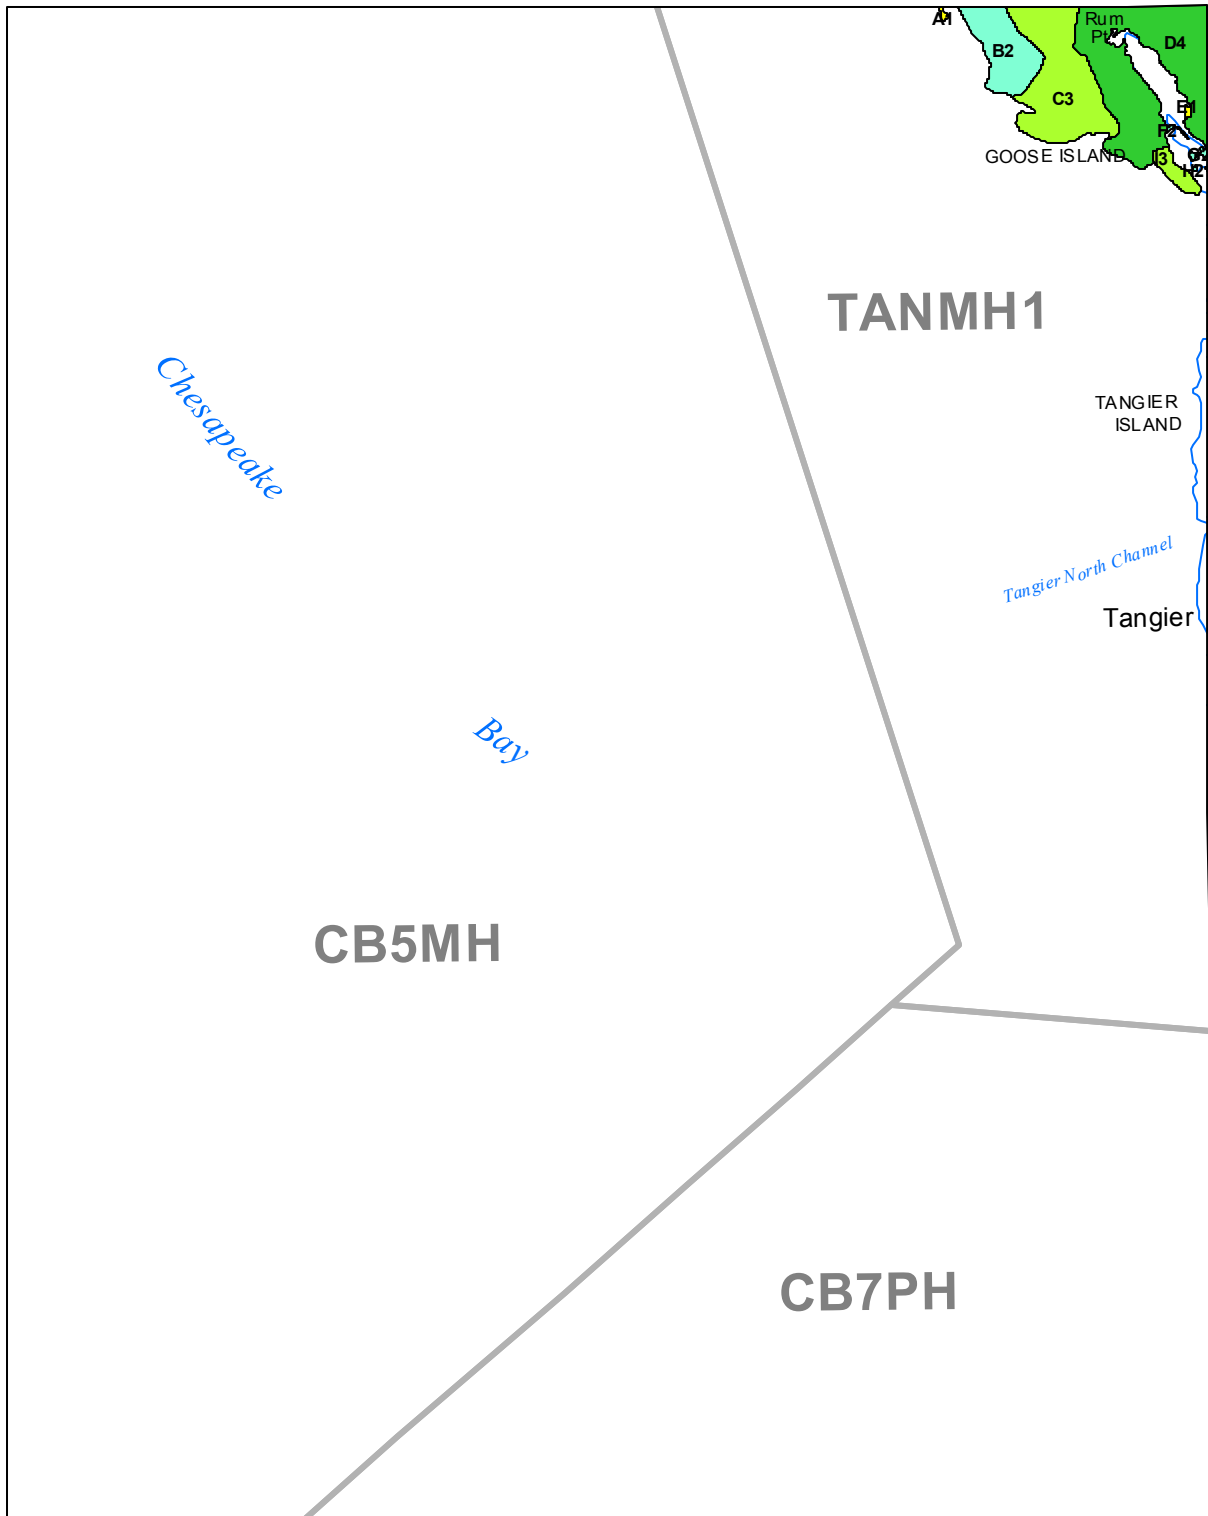 A1
Rum
Pt
B2
D4
C3
E1
F2
GOOSE ISLAND
I3
H2
TANMH1
Chesapeake
TANGIER
ISLAND
Tangier North Channel
Tangier
Bay
CB5MH
CB7PH